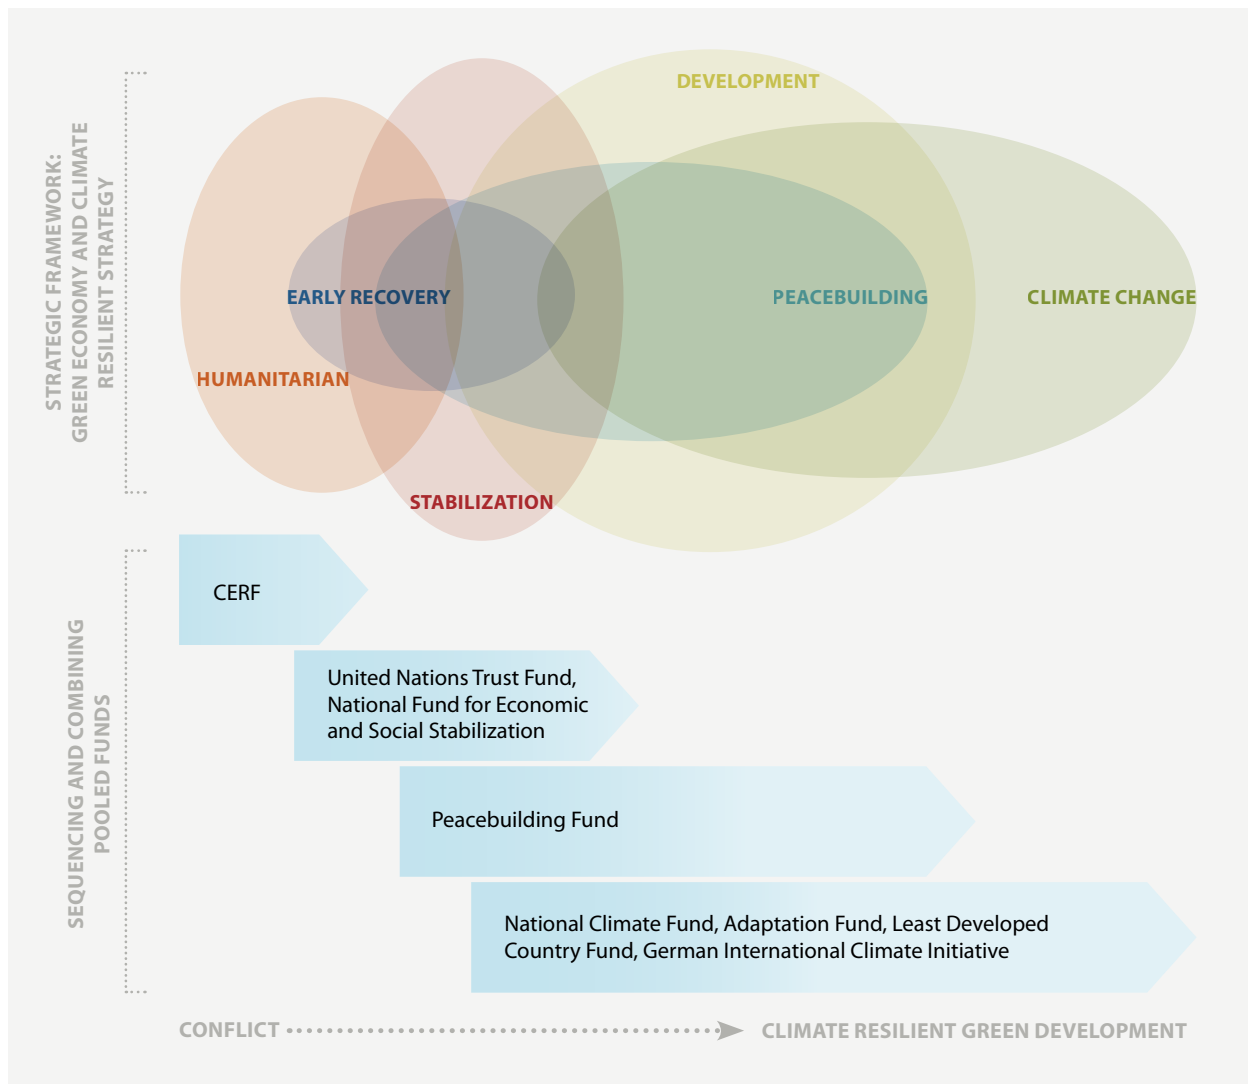 STRATEGIC FRAMEWORK:
GREEN ECONOMY AND CLIMATE
RESILIENT STRATEGY
DEVELOPMENT
EARLY RECOVERY
PEACEBUILDING
CLIMATE CHANGE
HUMANITARIAN
STABILIZATION
SEQUENCING AND COMBINING
POOLED FUNDS
CERF
United Nations Trust Fund,
National Fund for Economic
and Social Stabilization
Peacebuilding Fund
National Climate Fund, Adaptation Fund, Least Developed
Country Fund, German International Climate Initiative
CONFLICT
CLIMATE RESILIENT GREEN DEVELOPMENT